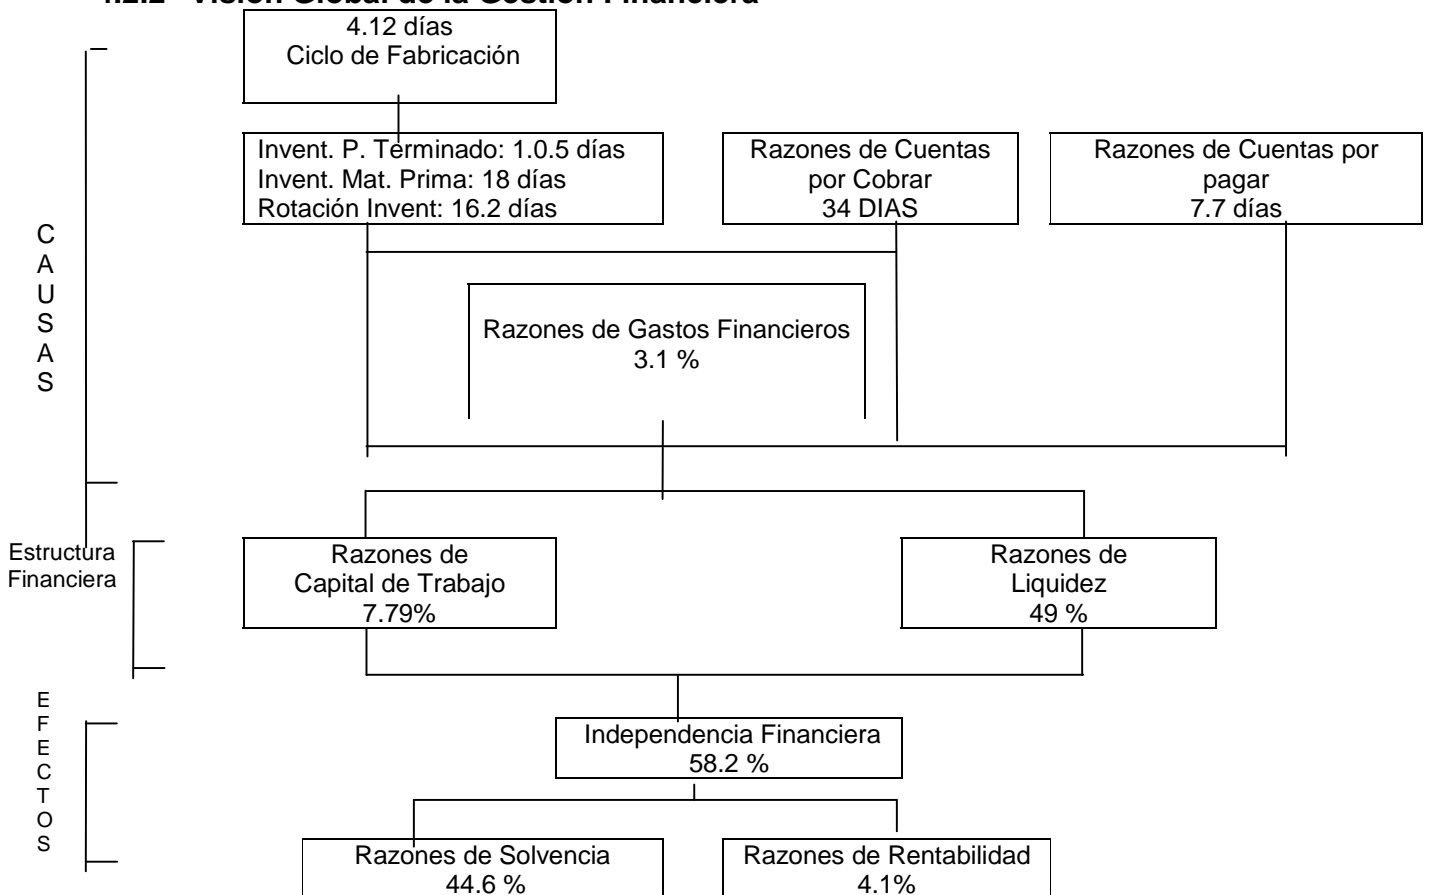 4.2.2 Visión Global de la Gestión Financiera
4.12 días
Ciclo de Fabricación
Invent. P. Terminado: 1.0.5 días
Invent. Mat. Prima: 18 días
Rotación Invent: 16.2 días
Razones de Cuentas
por Cobrar
34 DIAS
Razones de Cuentas por
pagar
7.7 días
C
A
U
S
A
S
Razones de Gastos Financieros
3.1 %
Estructura
Financiera
Razones de
Capital de Trabajo
7.79%
Razones de
Liquidez
49 %
E
F
E
C
T
O
S
Independencia Financiera
58.2 %
Razones de Solvencia
44.6 %
Razones de Rentabilidad
4.1%